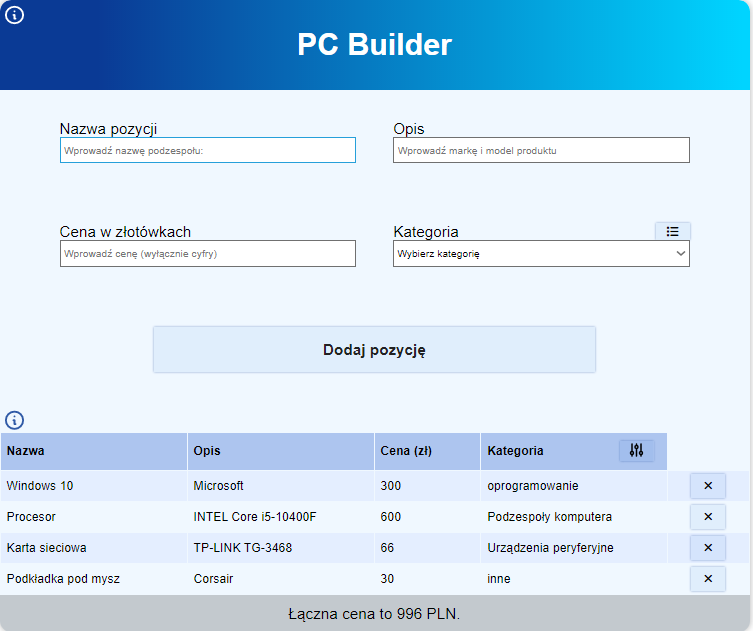 PC Builder
Nazwa pozycji
Wprowadź nazwę podzespołu:
Opis
Wprowadź markę i model produktu
Cena w złotówkach
Wprowadź cenę (wyłącznie cyfry)
Kategoria
Wybierz kategorię
Dodaj pozycję
Nazwa Opis Cena (zł) Kategoria
Windows 10 Microsoft 300 oprogramowanie
Procesor INTEL Core i5-10400F 600 Podzespoły komputera
Karta sieciowa TP-LINK TG-3468 66 Urządzenia peryferyjne
Podkładka pod mysz Corsair 30 inne
Łączna cena to 996 PLN.